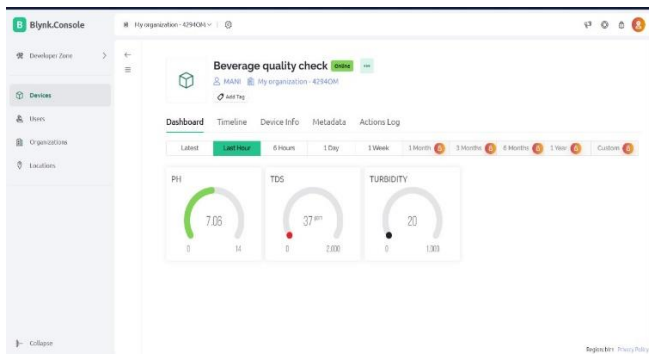 Blynk.Console
My organization - 4294OM
Developer Zone
Devices
Users
Organizations
Locations
Collapse
Beverage quality check Online
MANI My organization - 4294OM
Add Tag
Dashboard Timeline Device Info Metadata Actions Log
Latest Last Hour 6 Hours 1 Day 1 Week 1 Month 3 Months 6 Months 1 Year Custom
PH
7.06
0 14
TDS
37
0 2,000
TURBIDITY
20
0
Privacy Policy